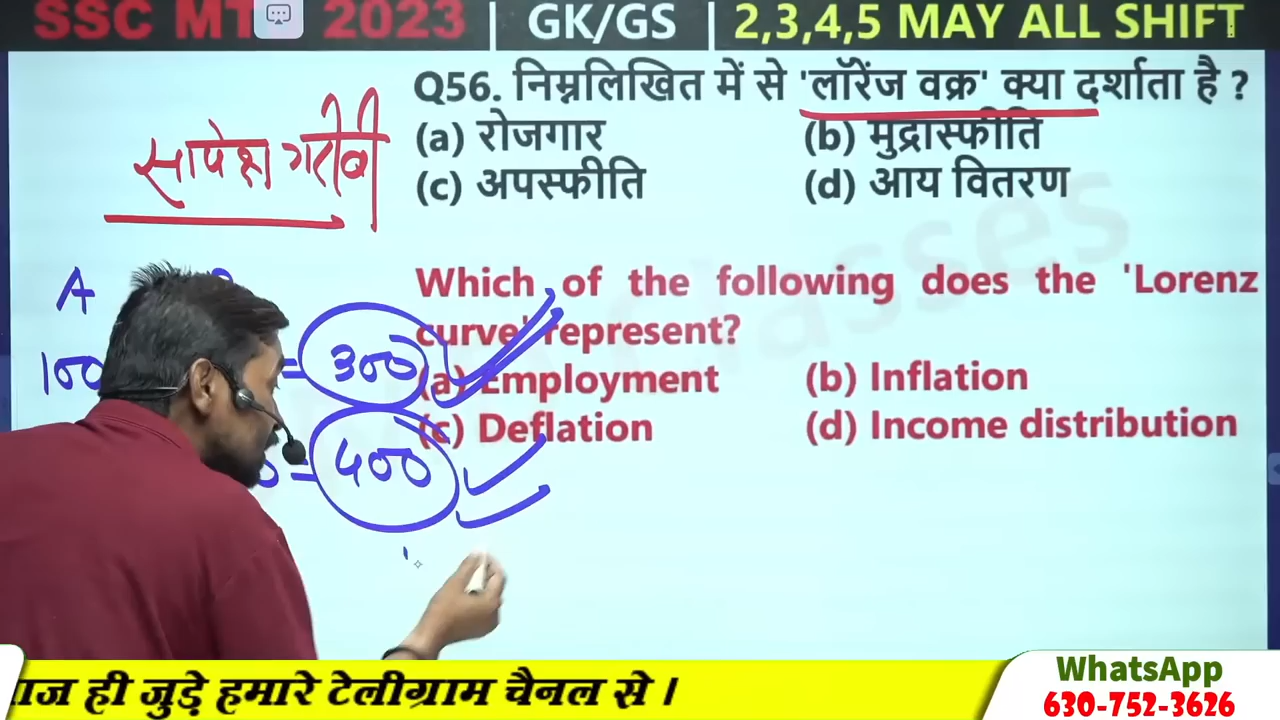 SSC MT 2023 | GK/GS | 2,3,4,5 MAY ALL SHIFT
Q56. निम्नलिखित में से 'लॉरेंज वक्र' क्या दर्शाता है ?
(a) रोजगार (b) मुद्रास्फीति
(c) अपस्फीति (d) आय वितरण
सापेक्ष गरीबी
Which of the following does the 'Lorenz
curve' represent?
(a) Employment (b) Inflation
(c) Deflation (d) Income distribution
A
100 = 300
= 400
Classes
ही जुड़े हमारे टेलीग्राम चैनल से ।
WhatsApp
630-752-3626